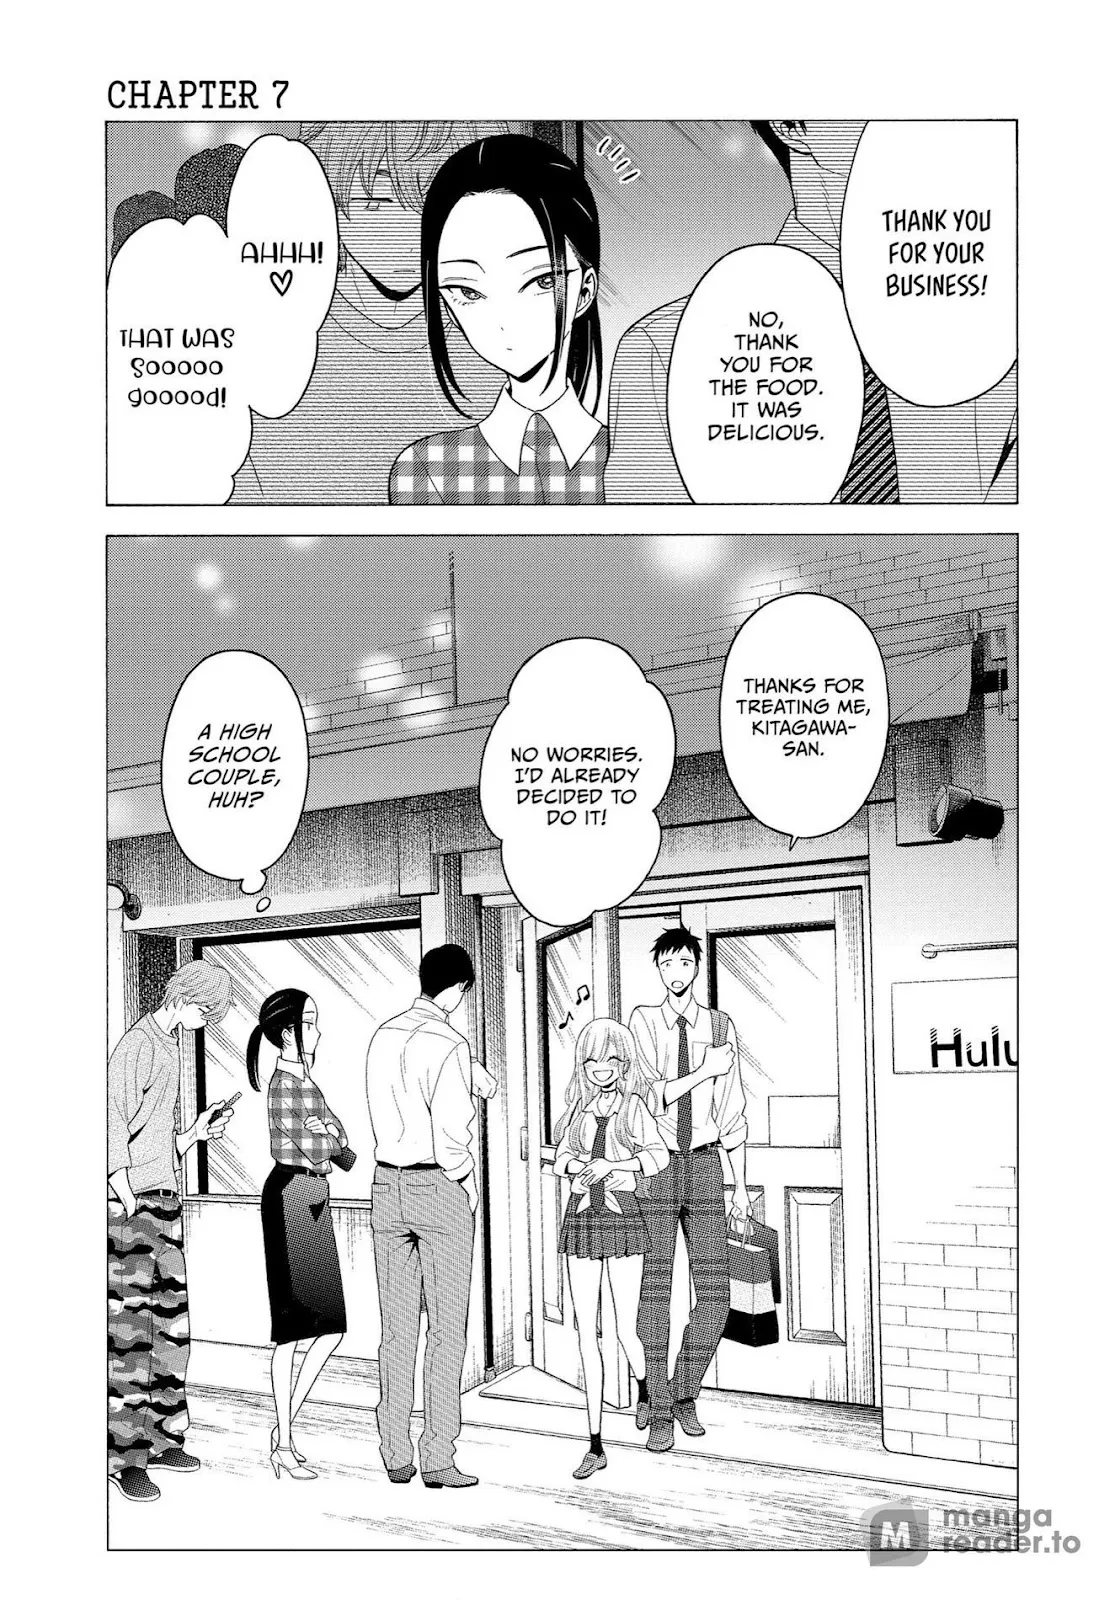 CHAPTER 7
THANK YOU
FOR YOUR
BUSINESS!
NO,
THANK
YOU FOR
THE FOOD.
IT WAS
DELICIOUS.
AHHH!
♡
THAT WAS
SOOOOO
gOOOOd!
THANKS FOR
TREATING ME,
KITAGAWA-
SAN.
NO WORRIES.
I'D ALREADY
DECIDED TO
DO IT!
A HIGH
SCHOOL
COUPLE,
HUH?
Hulu
M manga
reader.to